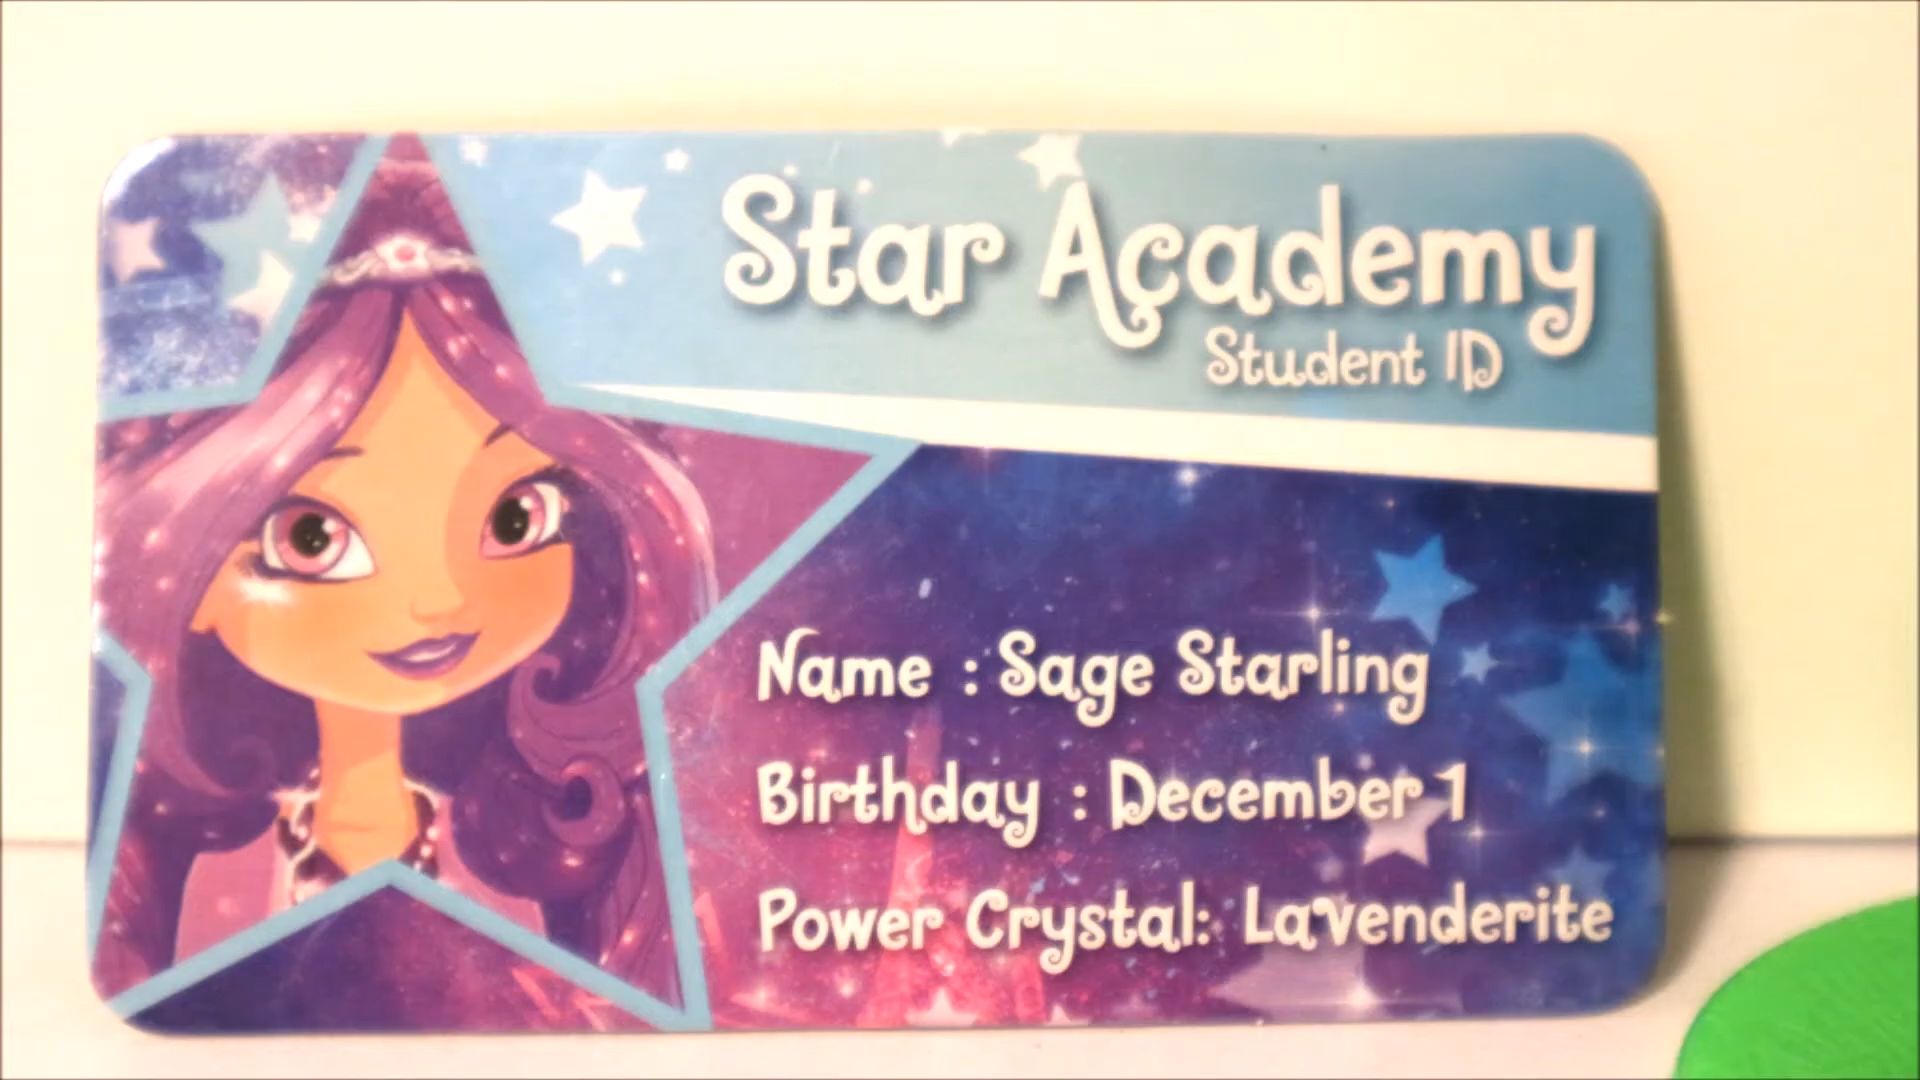 Star Academy
Student ID
Name : Sage Starling
Birthday : December 1
Power Crystal: Lavenderite